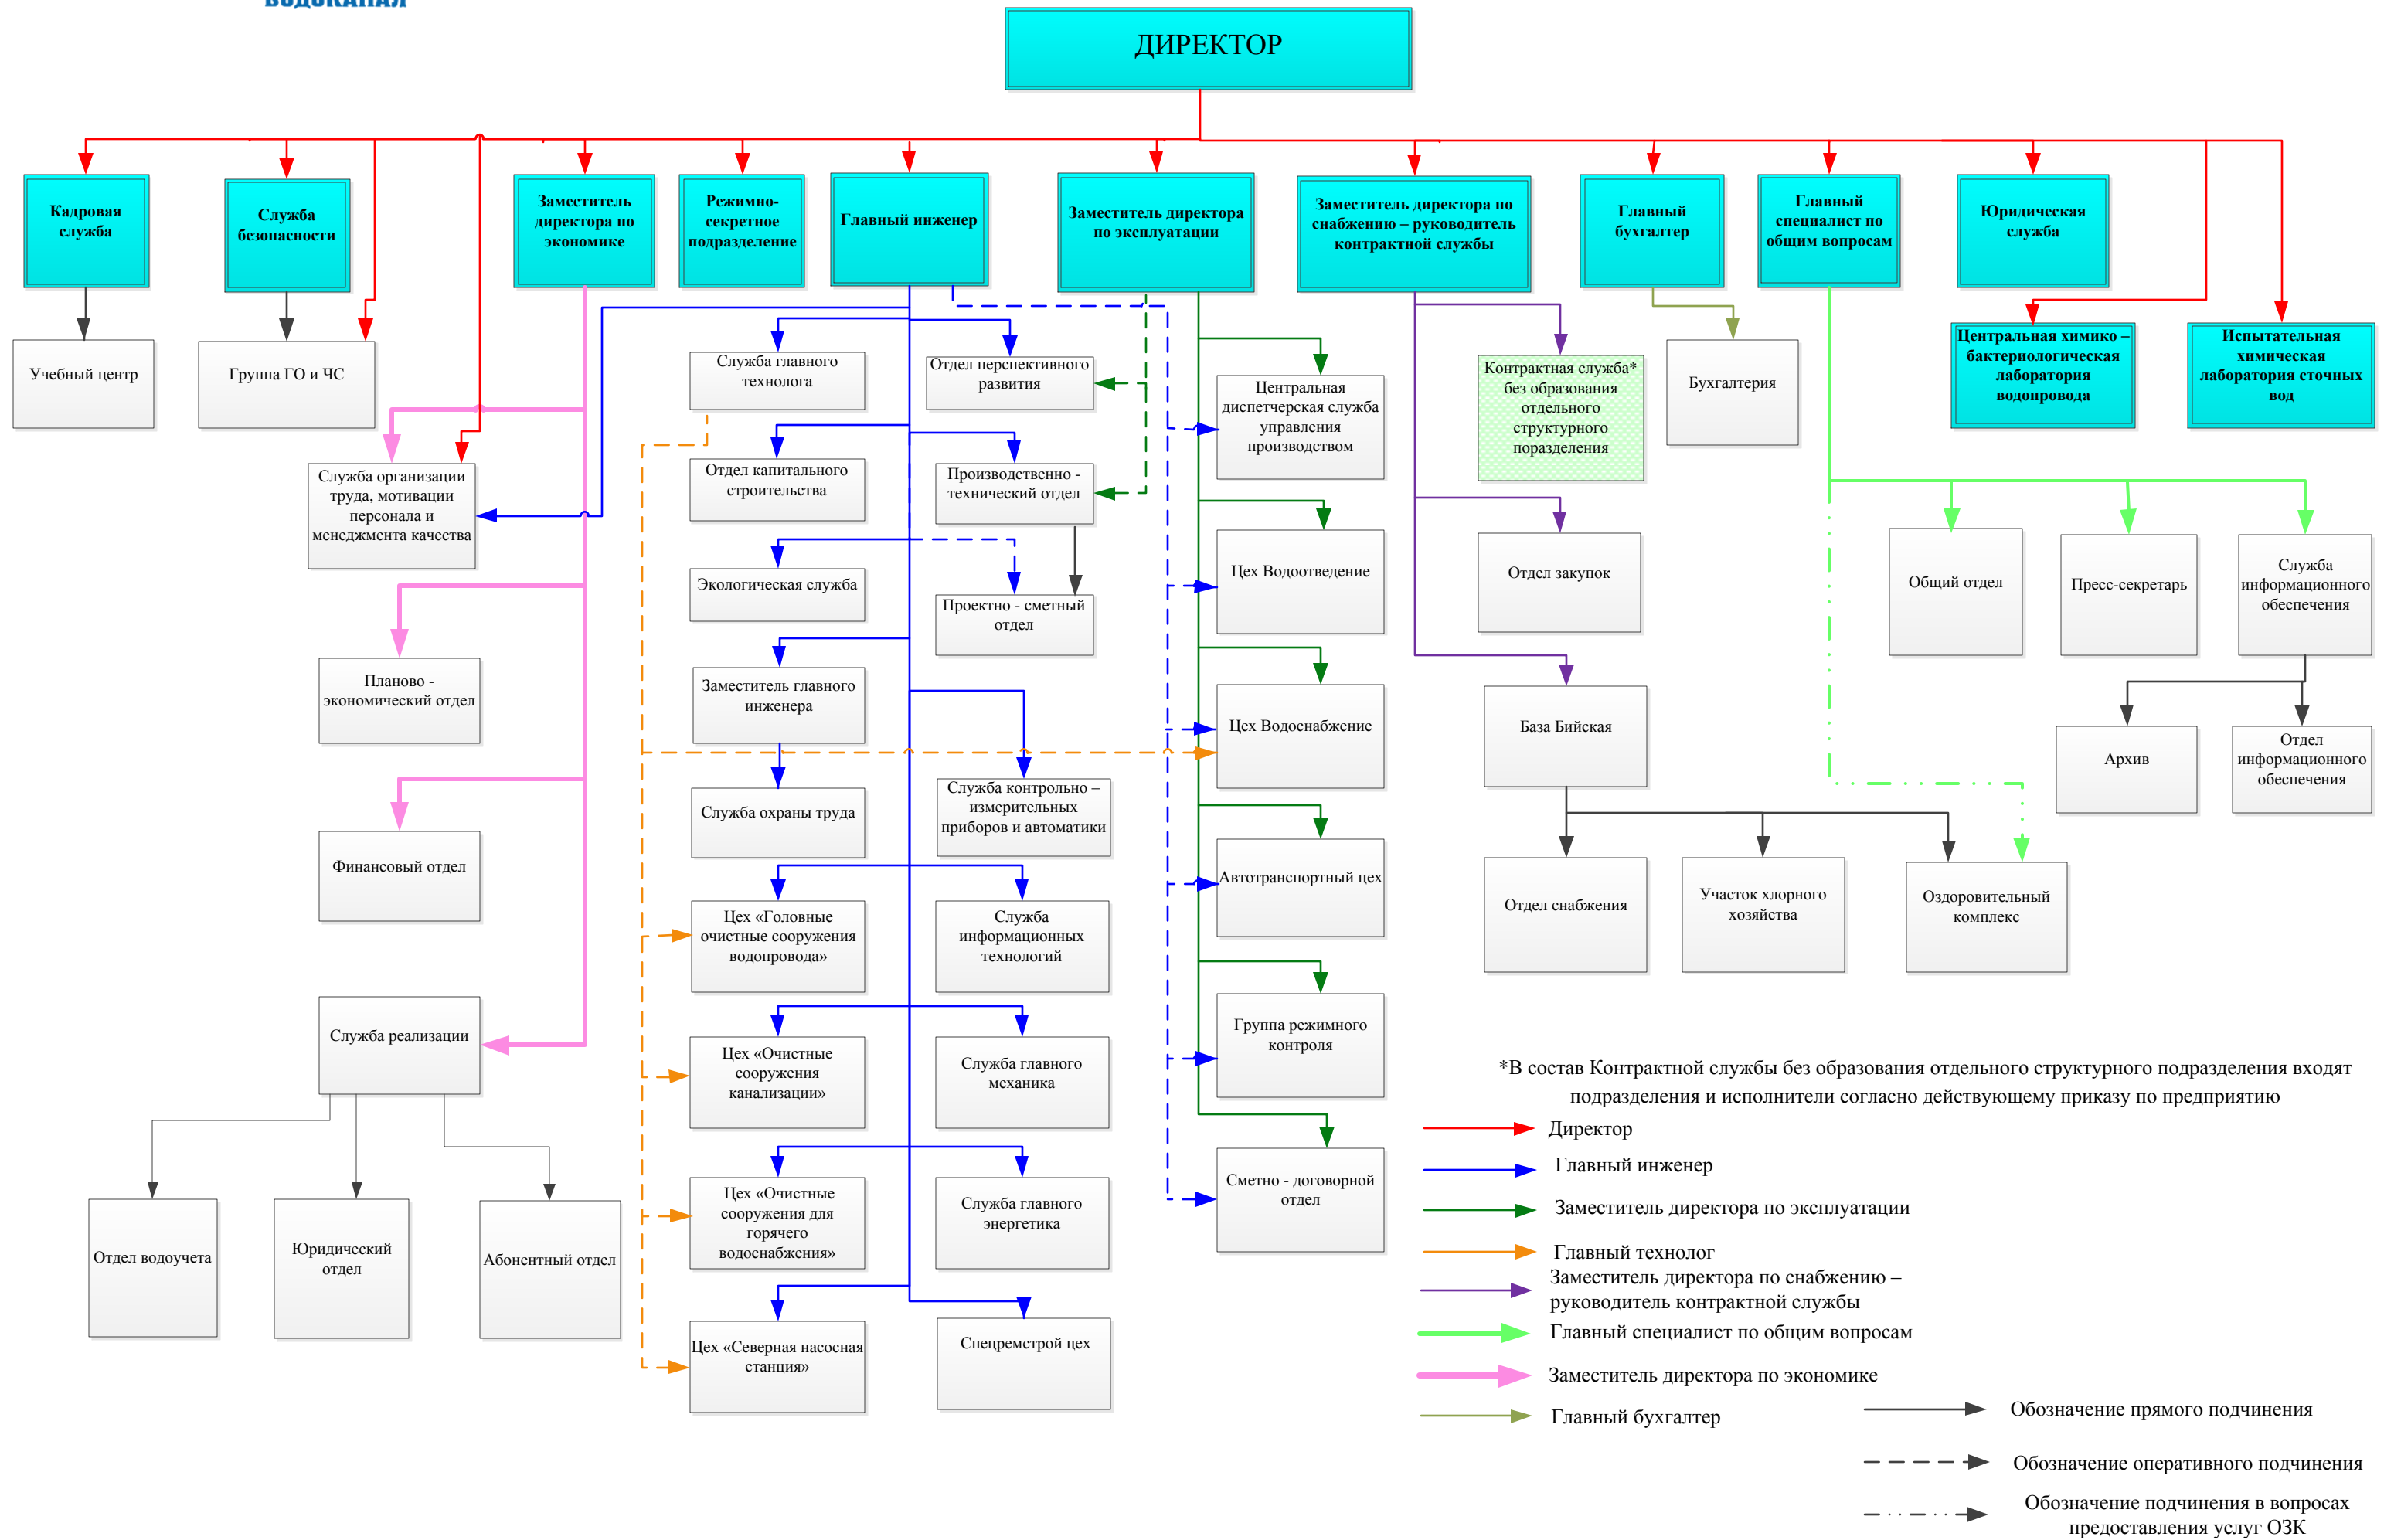 ВОДОКАНАЛ
ДИРЕКТОР
Кадровая
служба
Служба
безопасности
Заместитель
директора по
экономике
Режимно-
секретное
подразделение
Главный инженер
Заместитель директора
по эксплуатации
Заместитель директора по
снабжению – руководитель
контрактной службы
Главный
бухгалтер
Главный
специалист по
общим вопросам
Юридическая
служба
Центральная химико –
бактериологическая
лаборатория
водопровода
Испытательная
химическая
лаборатория сточных
вод
Учебный центр
Группа ГО и ЧС
Служба главного
технолога
Отдел перспективного
развития
Центральная
диспетчерская служба
управления
производством
Контрактная служба*
без образования
отдельного
структурного
поразделения
Бухгалтерия
Служба организации
труда, мотивации
персонала и
менеджмента качества
Отдел капитального
строительства
Производственно -
технический отдел
Экологическая служба
Проектно - сметный
отдел
Цех Водоотведение
Отдел закупок
Общий отдел
Пресс-секретарь
Служба
информационного
обеспечения
Планово -
экономический отдел
Заместитель главного
инженера
Цех Водоснабжение
База Бийская
Архив
Отдел
информационного
обеспечения
Служба охраны труда
Служба контрольно –
измерительных
приборов и автоматики
Финансовый отдел
Автотранспортный цех
Отдел снабжения
Участок хлорного
хозяйства
Оздоровительный
комплекс
Цех «Головные
очистные сооружения
водопровода»
Служба
информационных
технологий
Служба реализации
Цех «Очистные
сооружения
канализации»
Служба главного
механика
Группа режимного
контроля
Отдел водоучета
Юридический
отдел
Абонентный отдел
Цех «Очистные
сооружения для
горячего
водоснабжения»
Служба главного
энергетика
Сметно - договорной
отдел
Цех «Северная насосная
станция»
Спецремстрой цех
*В состав Контрактной службы без образования отдельного структурного подразделения входят
подразделения и исполнители согласно действующему приказу по предприятию
Директор
Главный инженер
Заместитель директора по эксплуатации
Главный технолог
Заместитель директора по снабжению –
руководитель контрактной службы
Главный специалист по общим вопросам
Заместитель директора по экономике
Главный бухгалтер
Обозначение прямого подчинения
Обозначение оперативного подчинения
Обозначение подчинения в вопросах
предоставления услуг ОЗК